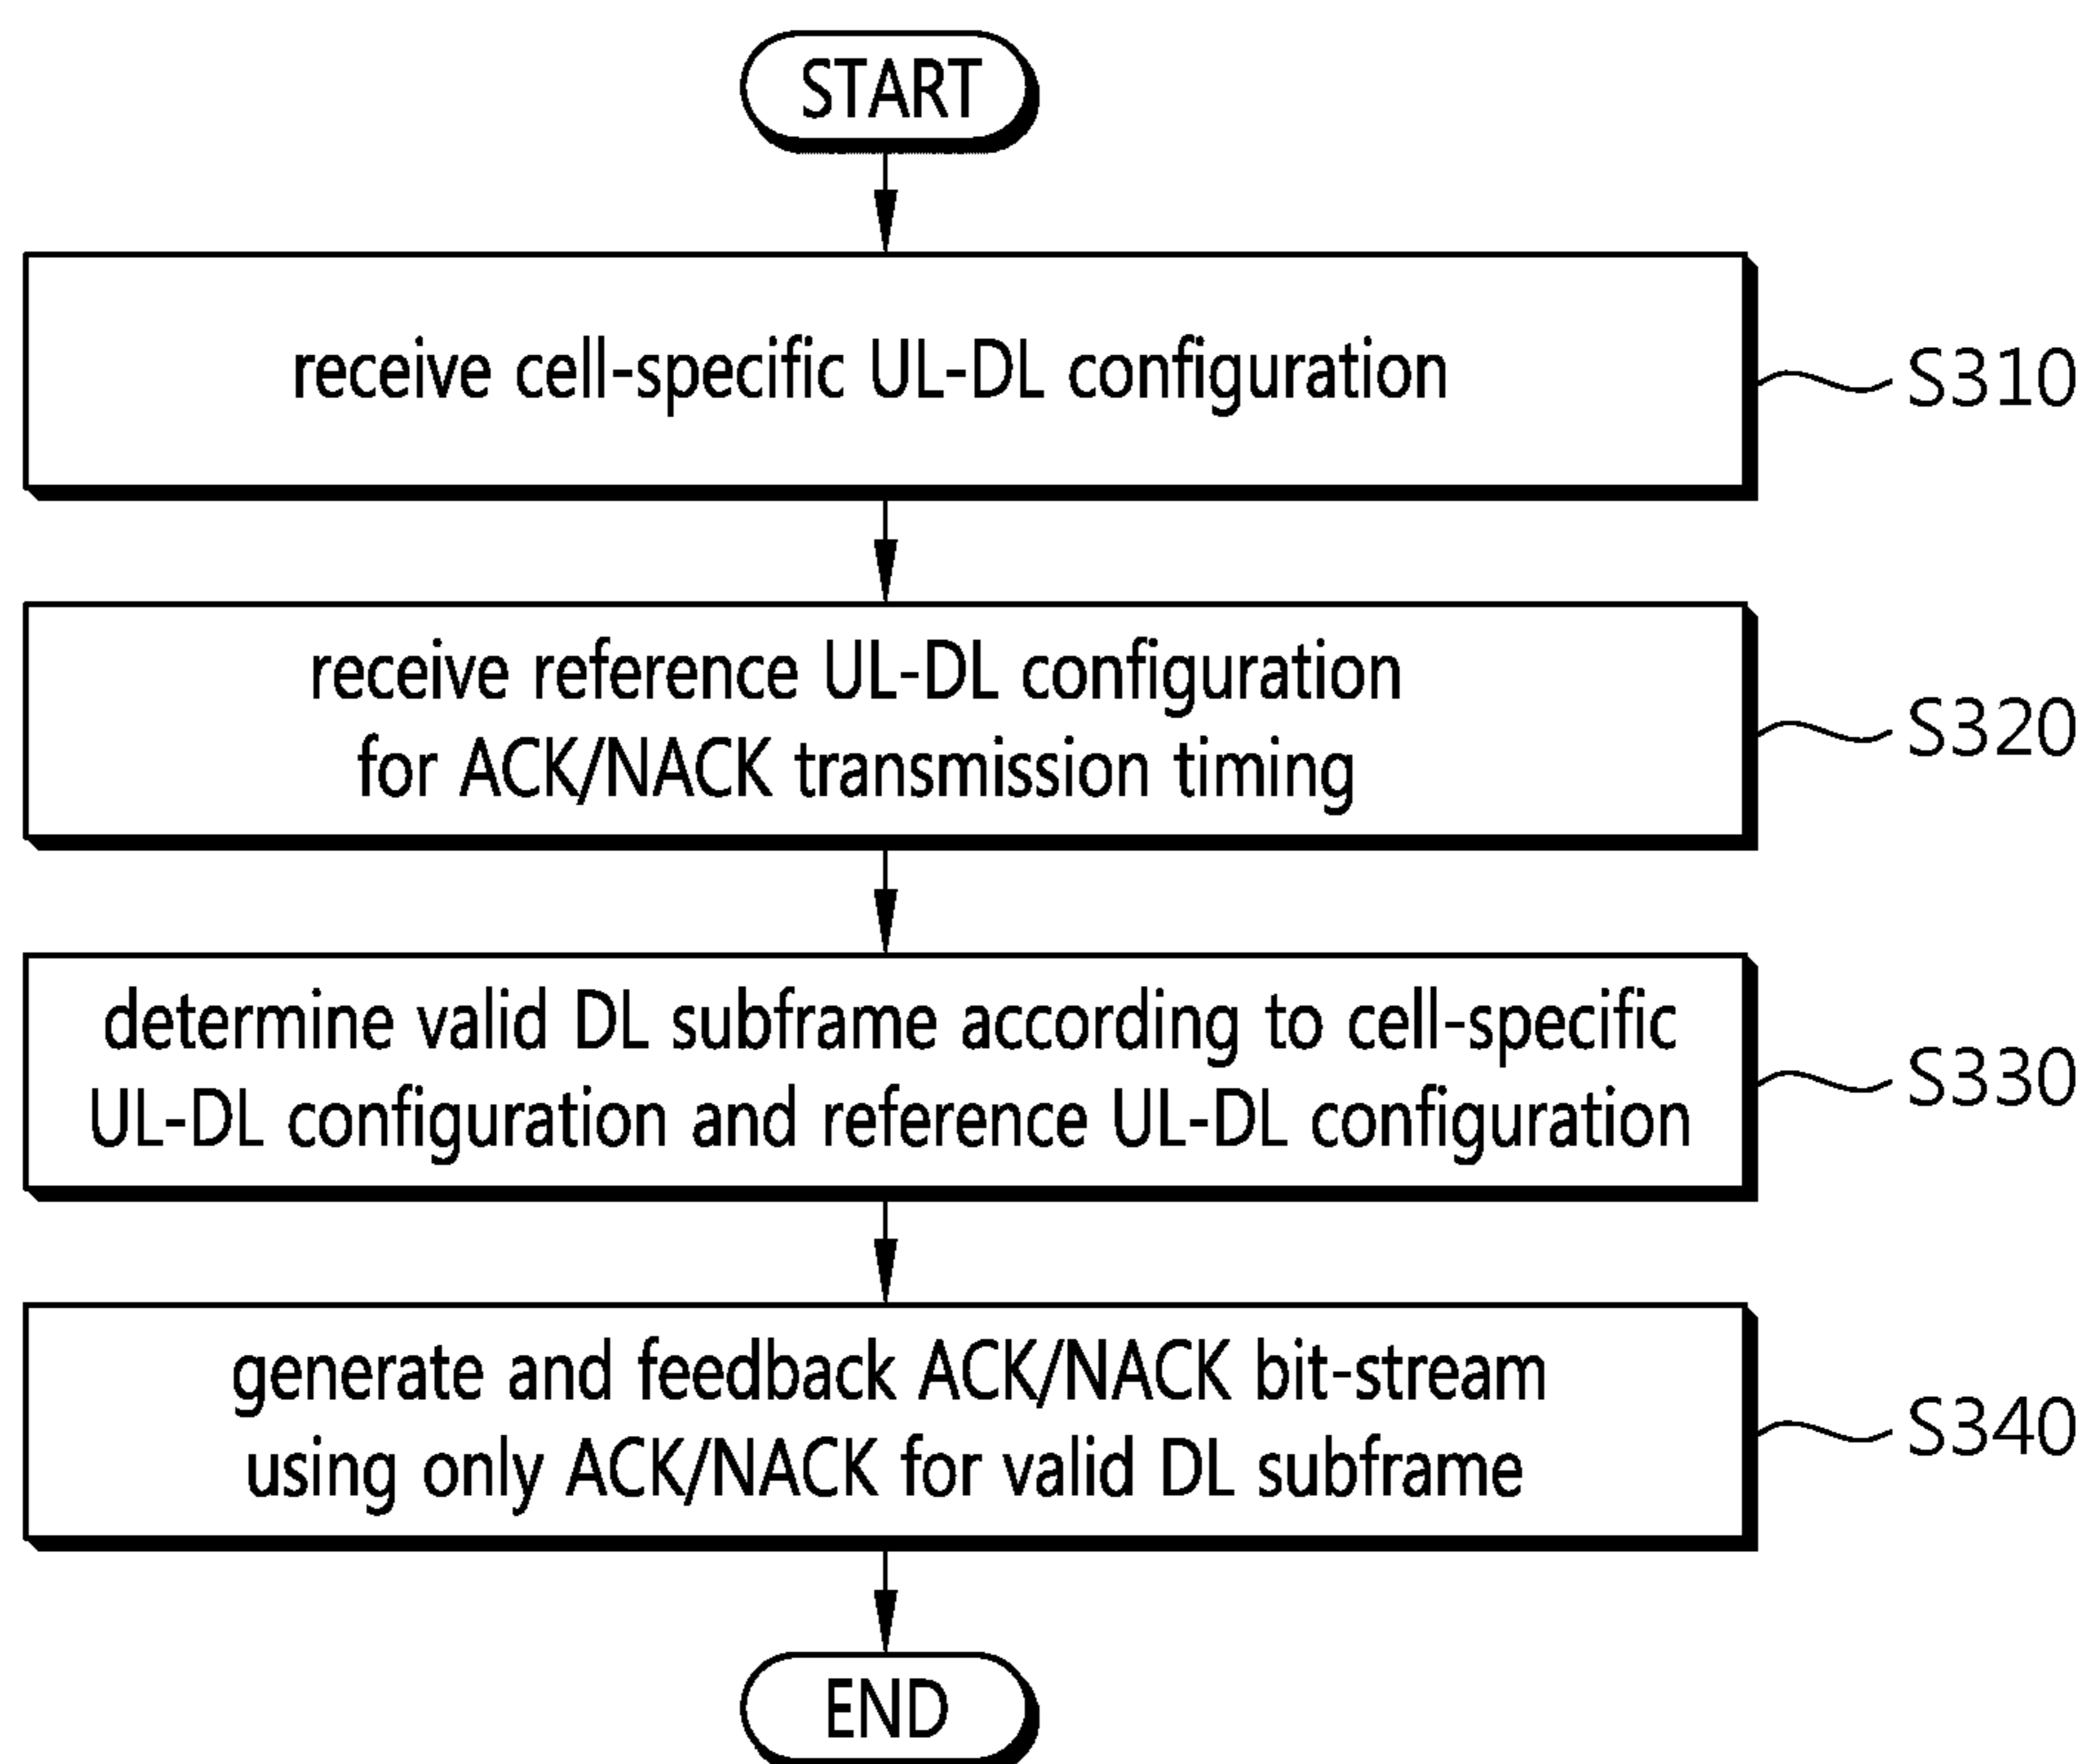 START
receive cell-specific UL-DL configuration
S310
receive reference UL-DL configuration
for ACK/NACK transmission timing
S320
determine valid DL subframe according to cell-specific
UL-DL configuration and reference UL-DL configuration
S330
generate and feedback ACK/NACK bit-stream
using only ACK/NACK for valid DL subframe
S340
END